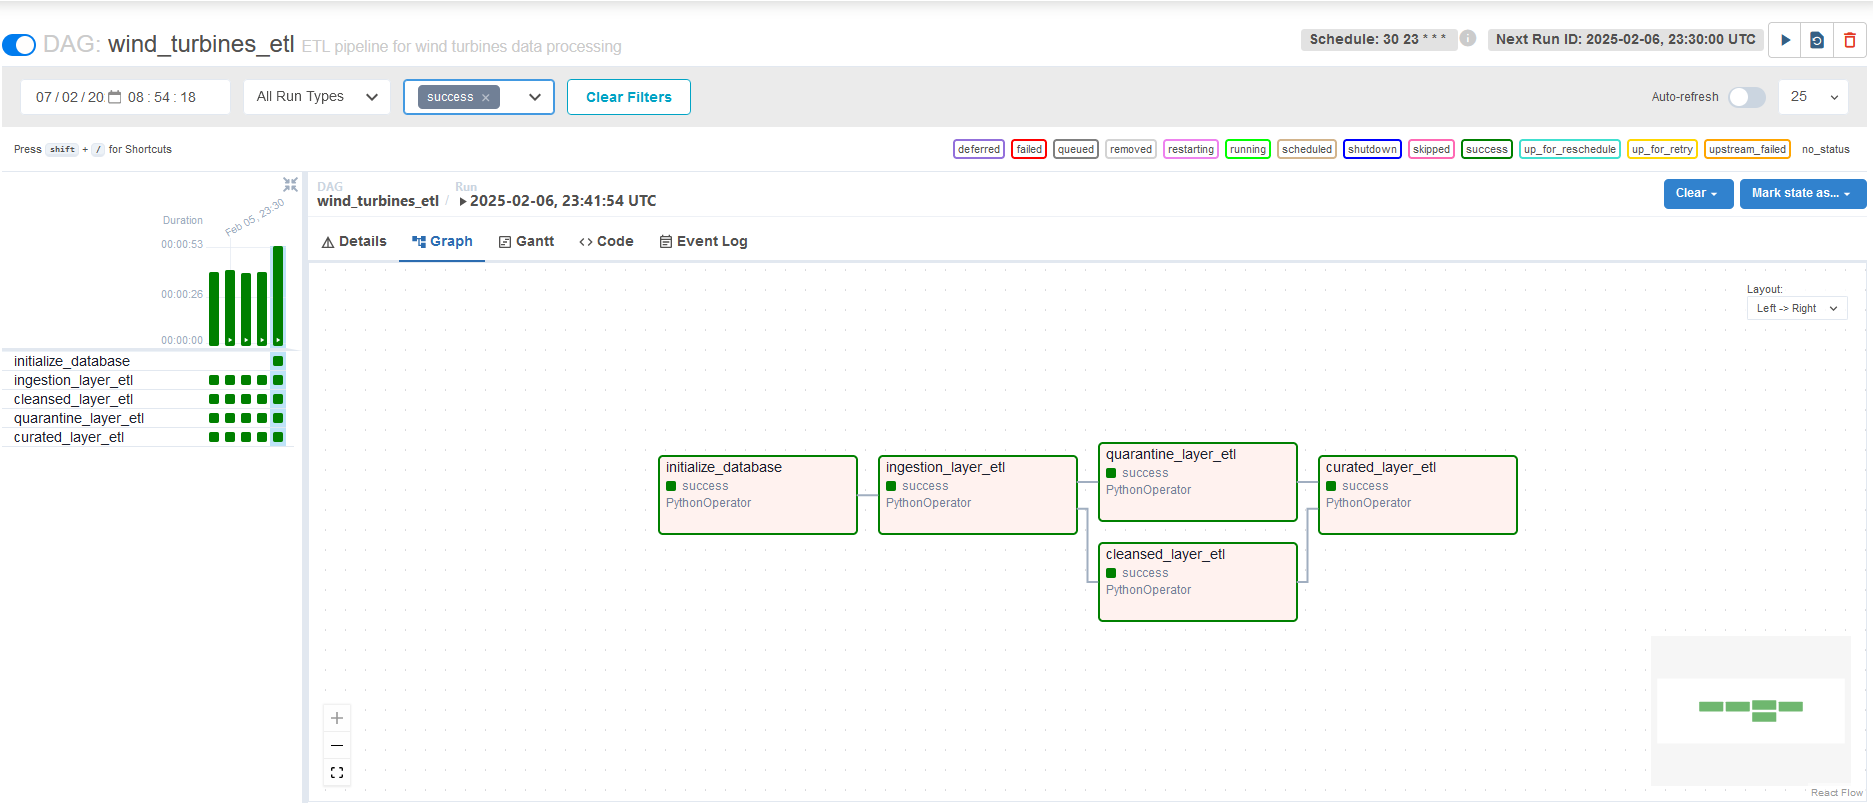 DAG: wind_turbines_etl ETL pipeline for wind turbines data processing
Schedule: 30 23 * * *
Next Run ID: 2025-02-06, 23:30:00 UTC
07 / 02 / 20 08 : 54 : 18
All Run Types
success ×
Clear Filters
Auto-refresh
25
Press shift + / for Shortcuts
deferred failed queued removed restarting running scheduled shutdown skipped success up_for_reschedule up_for_retry upstream_failed no_status
Duration
Feb 05, 23:30
00:00:53
00:00:26
00:00:00
initialize_database
ingestion_layer_etl
cleansed_layer_etl
quarantine_layer_etl
curated_layer_etl
DAG
wind_turbines_etl /
Run
2025-02-06, 23:41:54 UTC
Clear
Mark state as...
Details
Graph
Gantt
Code
Event Log
Layout:
Left -> Right
initialize_database
success
PythonOperator
ingestion_layer_etl
success
PythonOperator
quarantine_layer_etl
success
PythonOperator
cleansed_layer_etl
success
PythonOperator
curated_layer_etl
success
PythonOperator
React Flow